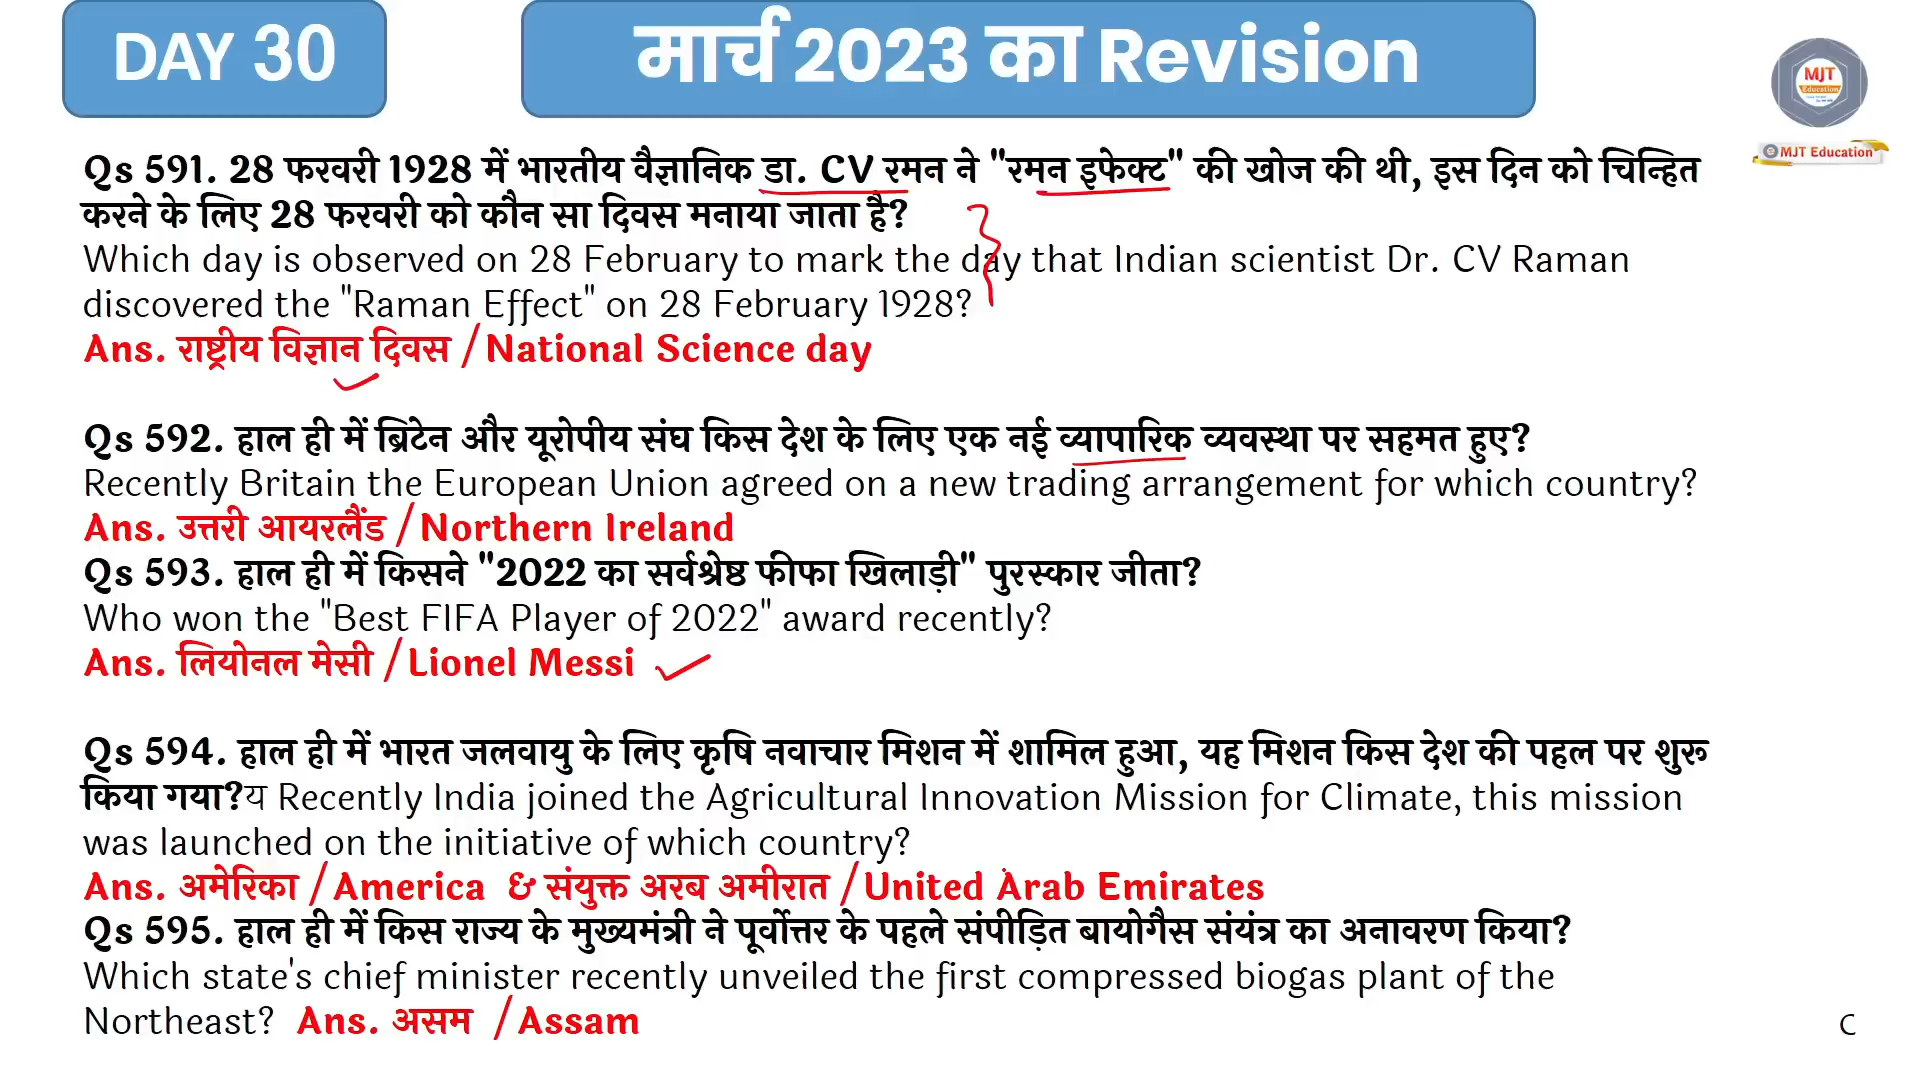 DAY 30
मार्च 2023 का Revision
MJT
Education
MJT Education
Qs 591. 28 फरवरी 1928 में भारतीय वैज्ञानिक डा. CV रमन ने "रमन इफेक्ट" की खोज की थी, इस दिन को चिन्हित
करने के लिए 28 फरवरी को कौन सा दिवस मनाया जाता है?
Which day is observed on 28 February to mark the day that Indian scientist Dr. CV Raman
discovered the "Raman Effect" on 28 February 1928?
Ans. राष्ट्रीय विज्ञान दिवस /National Science day
Qs 592. हाल ही में ब्रिटेन और यूरोपीय संघ किस देश के लिए एक नई व्यापारिक व्यवस्था पर सहमत हुए?
Recently Britain the European Union agreed on a new trading arrangement for which country?
Ans. उत्तरी आयरलैंड /Northern Ireland
Qs 593. हाल ही में किसने "2022 का सर्वश्रेष्ठ फीफा खिलाड़ी" पुरस्कार जीता?
Who won the "Best FIFA Player of 2022" award recently?
Ans. लियोनल मेसी /Lionel Messi
Qs 594. हाल ही में भारत जलवायु के लिए कृषि नवाचार मिशन में शामिल हुआ, यह मिशन किस देश की पहल पर शुरू
किया गया?य Recently India joined the Agricultural Innovation Mission for Climate, this mission
was launched on the initiative of which country?
Ans. अमेरिका /America & संयुक्त अरब अमीरात /United Arab Emirates
Qs 595. हाल ही में किस राज्य के मुख्यमंत्री ने पूर्वोत्तर के पहले संपीड़ित बायोगैस संयंत्र का अनावरण किया?
Which state's chief minister recently unveiled the first compressed biogas plant of the
Northeast? Ans. असम /Assam
C